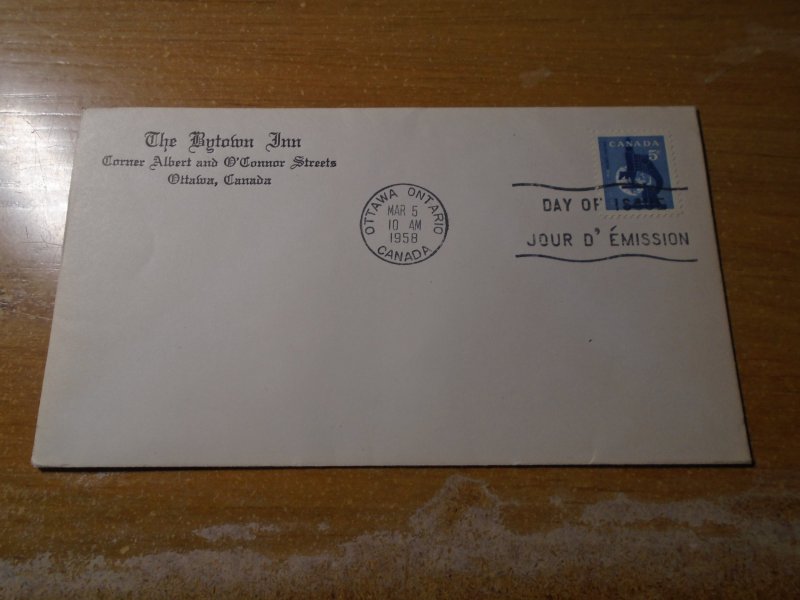 The Bytown Inn
Corner Albert and O'Connor Streets
Ottawa, Canada
OTTAWA ONTARIO
MAR 5
10 AM
1958
CANADA
CANADA
5
DAY OF ISSUE
JOUR D' ÉMISSION